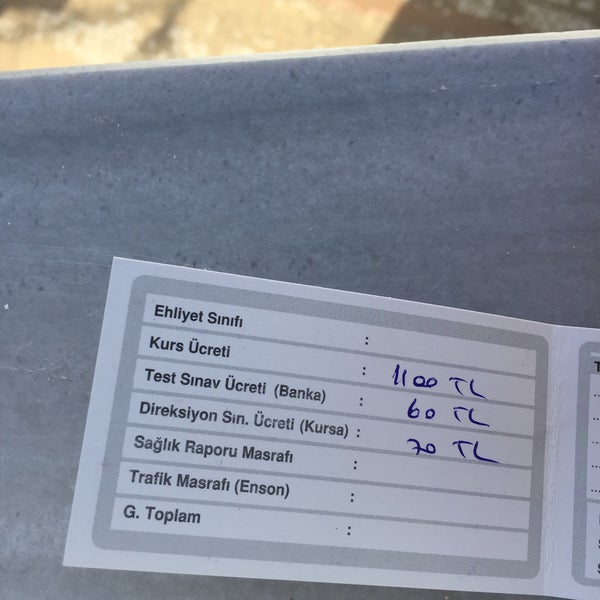 Ehliyet Sınıfı :
Kurs Ücreti : 1100 TL
Test Sınav Ücreti (Banka) : 60 TL
Direksiyon Sın. Ücreti (Kursa) : 70 TL
Sağlık Raporu Masrafı :
Trafik Masrafı (Enson) :
G. Toplam :